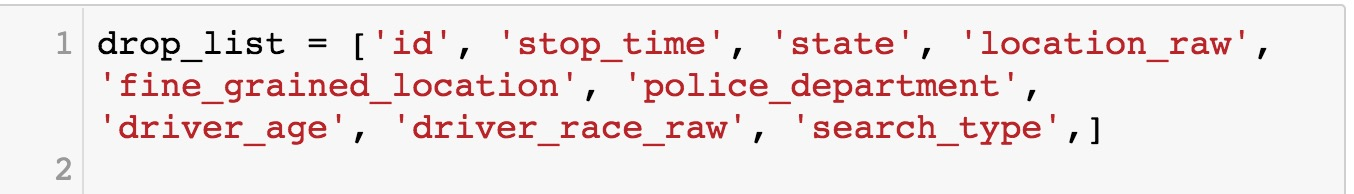 1 drop_list = ['id', 'stop_time', 'state', 'location_raw',
'fine_grained_location', 'police_department',
'driver_age', 'driver_race_raw', 'search_type',]
2